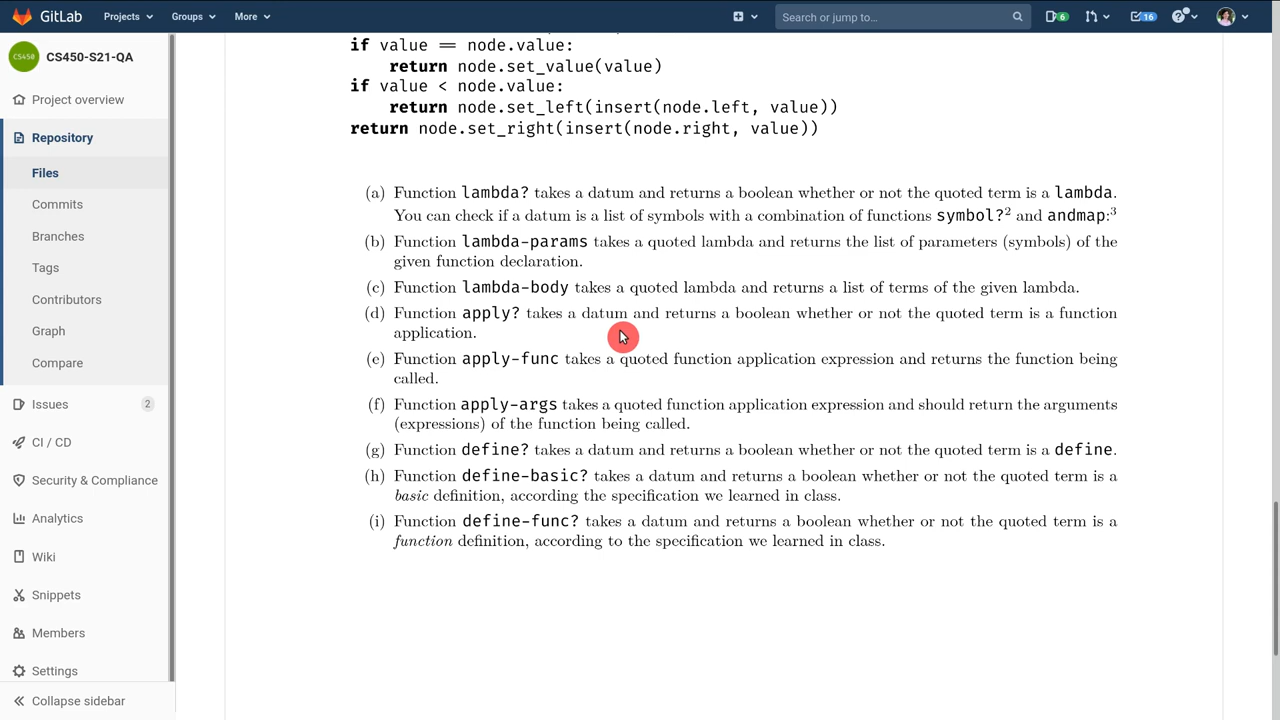 GitLab Projects Groups More Search or jump to... 6 16
CS450 CS450-S21-QA
Project overview
Repository
Files
Commits
Branches
Tags
Contributors
Graph
Compare
Issues 2
CI / CD
Security & Compliance
Analytics
Wiki
Snippets
Members
Settings
Collapse sidebar
if value == node.value:
return node.set_value(value)
if value < node.value:
return node.set_left(insert(node.left, value))
return node.set_right(insert(node.right, value))
(a) Function lambda? takes a datum and returns a boolean whether or not the quoted term is a lambda.
You can check if a datum is a list of symbols with a combination of functions symbol?² and andmap:³
(b) Function lambda-params takes a quoted lambda and returns the list of parameters (symbols) of the
given function declaration.
(c) Function lambda-body takes a quoted lambda and returns a list of terms of the given lambda.
(d) Function apply? takes a datum and returns a boolean whether or not the quoted term is a function
application.
(e) Function apply-func takes a quoted function application expression and returns the function being
called.
(f) Function apply-args takes a quoted function application expression and should return the arguments
(expressions) of the function being called.
(g) Function define? takes a datum and returns a boolean whether or not the quoted term is a define.
(h) Function define-basic? takes a datum and returns a boolean whether or not the quoted term is a
basic definition, according the specification we learned in class.
(i) Function define-func? takes a datum and returns a boolean whether or not the quoted term is a
function definition, according to the specification we learned in class.